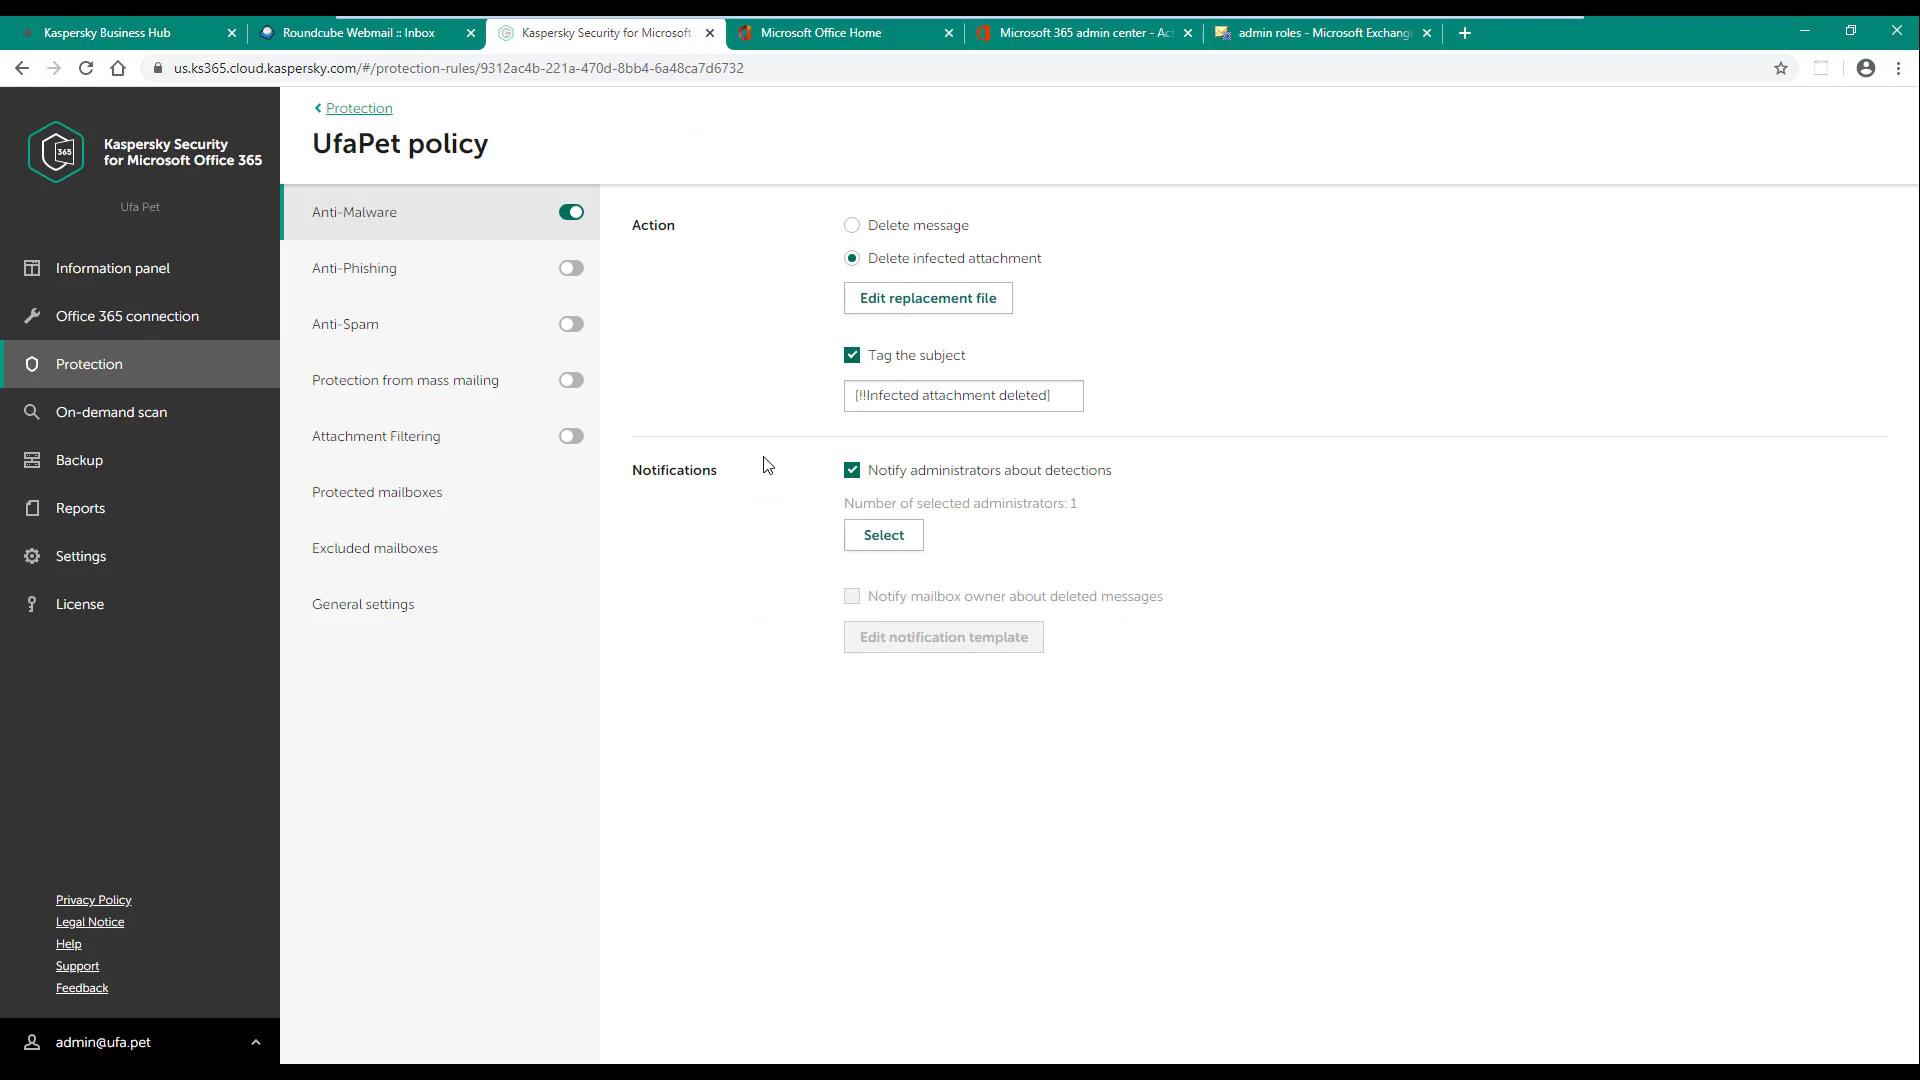 Kaspersky Business Hub
Roundcube Webmail :: Inbox
Kaspersky Security for Microsoft
Microsoft Office Home
Microsoft 365 admin center - Ac
admin roles - Microsoft Exchang
us.ks365.cloud.kaspersky.com/#/protection-rules/9312ac4b-221a-470d-8bb4-6a48ca7d6732
365
Kaspersky Security
for Microsoft Office 365
Ufa Pet
Information panel
Office 365 connection
Protection
On-demand scan
Backup
Reports
Settings
License
Privacy Policy
Legal Notice
Help
Support
Feedback
admin@ufa.pet
Protection
UfaPet policy
Anti-Malware
Anti-Phishing
Anti-Spam
Protection from mass mailing
Attachment Filtering
Protected mailboxes
Excluded mailboxes
General settings
Action
Delete message
Delete infected attachment
Edit replacement file
Tag the subject
[!!Infected attachment deleted]
Notifications
Notify administrators about detections
Number of selected administrators: 1
Select
Notify mailbox owner about deleted messages
Edit notification template